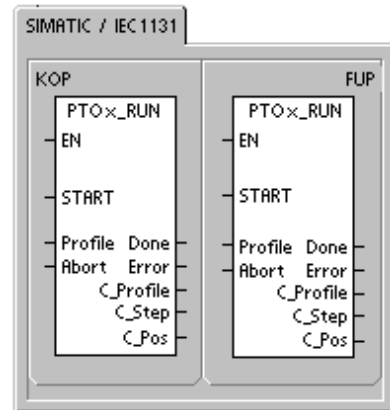 SIMATIC / IEC1131
KOP FUP
PTOx_RUN PTOx_RUN
EN EN
START START
Profile Done Profile Done
Abort Error Abort Error
C_Profile C_Profile
C_Step C_Step
C_Pos C_Pos